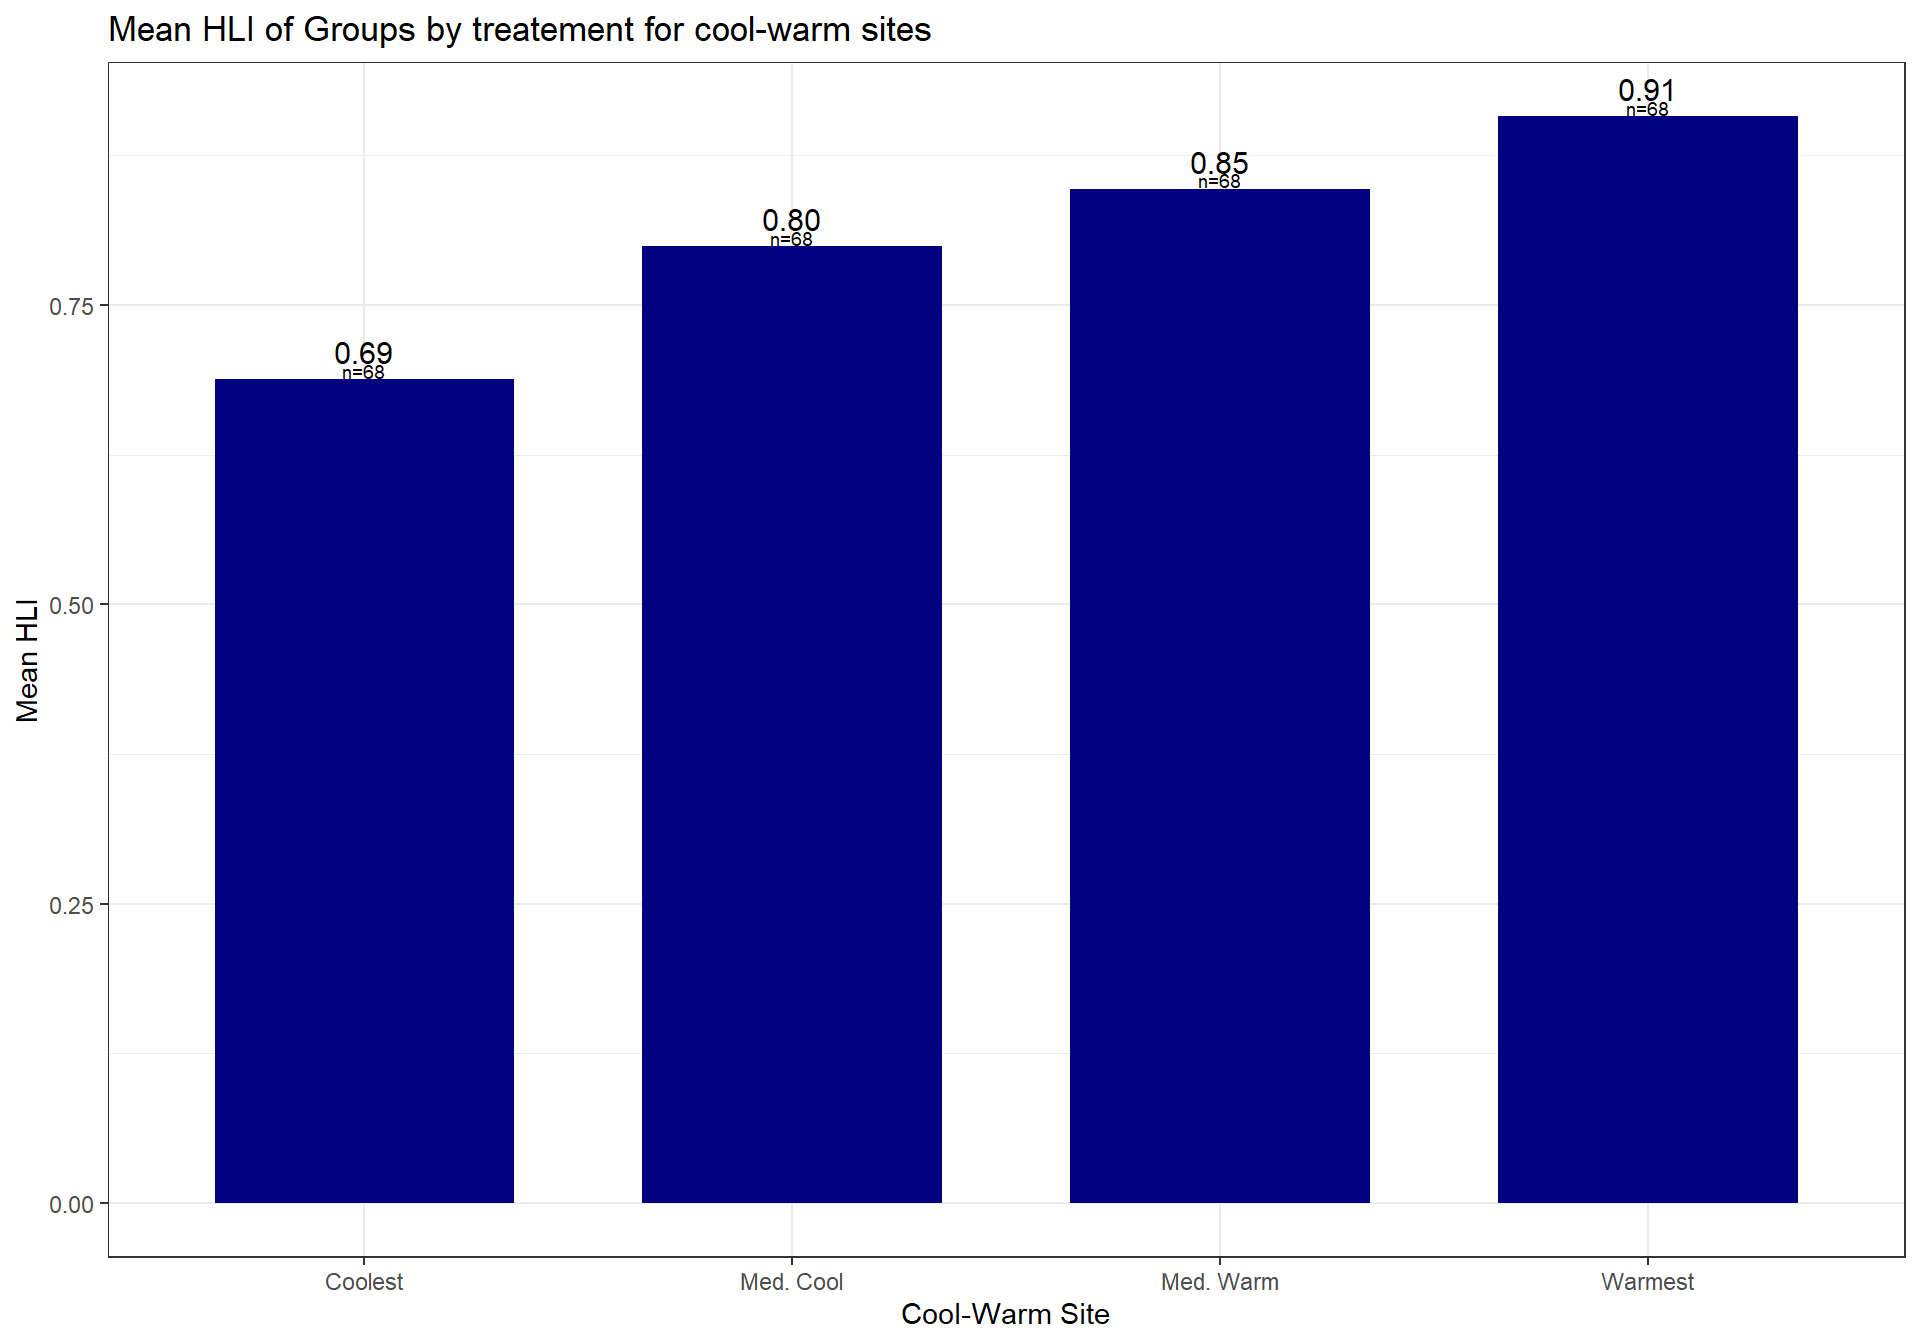 Mean HLI of Groups by treatement for cool-warm sites
0.91
n=68
0.85
n=68
0.80
n=68
0.69
n=68
0.75
0.50
0.25
0.00
Mean HLI
Coolest Med. Cool Med. Warm Warmest
Cool-Warm Site